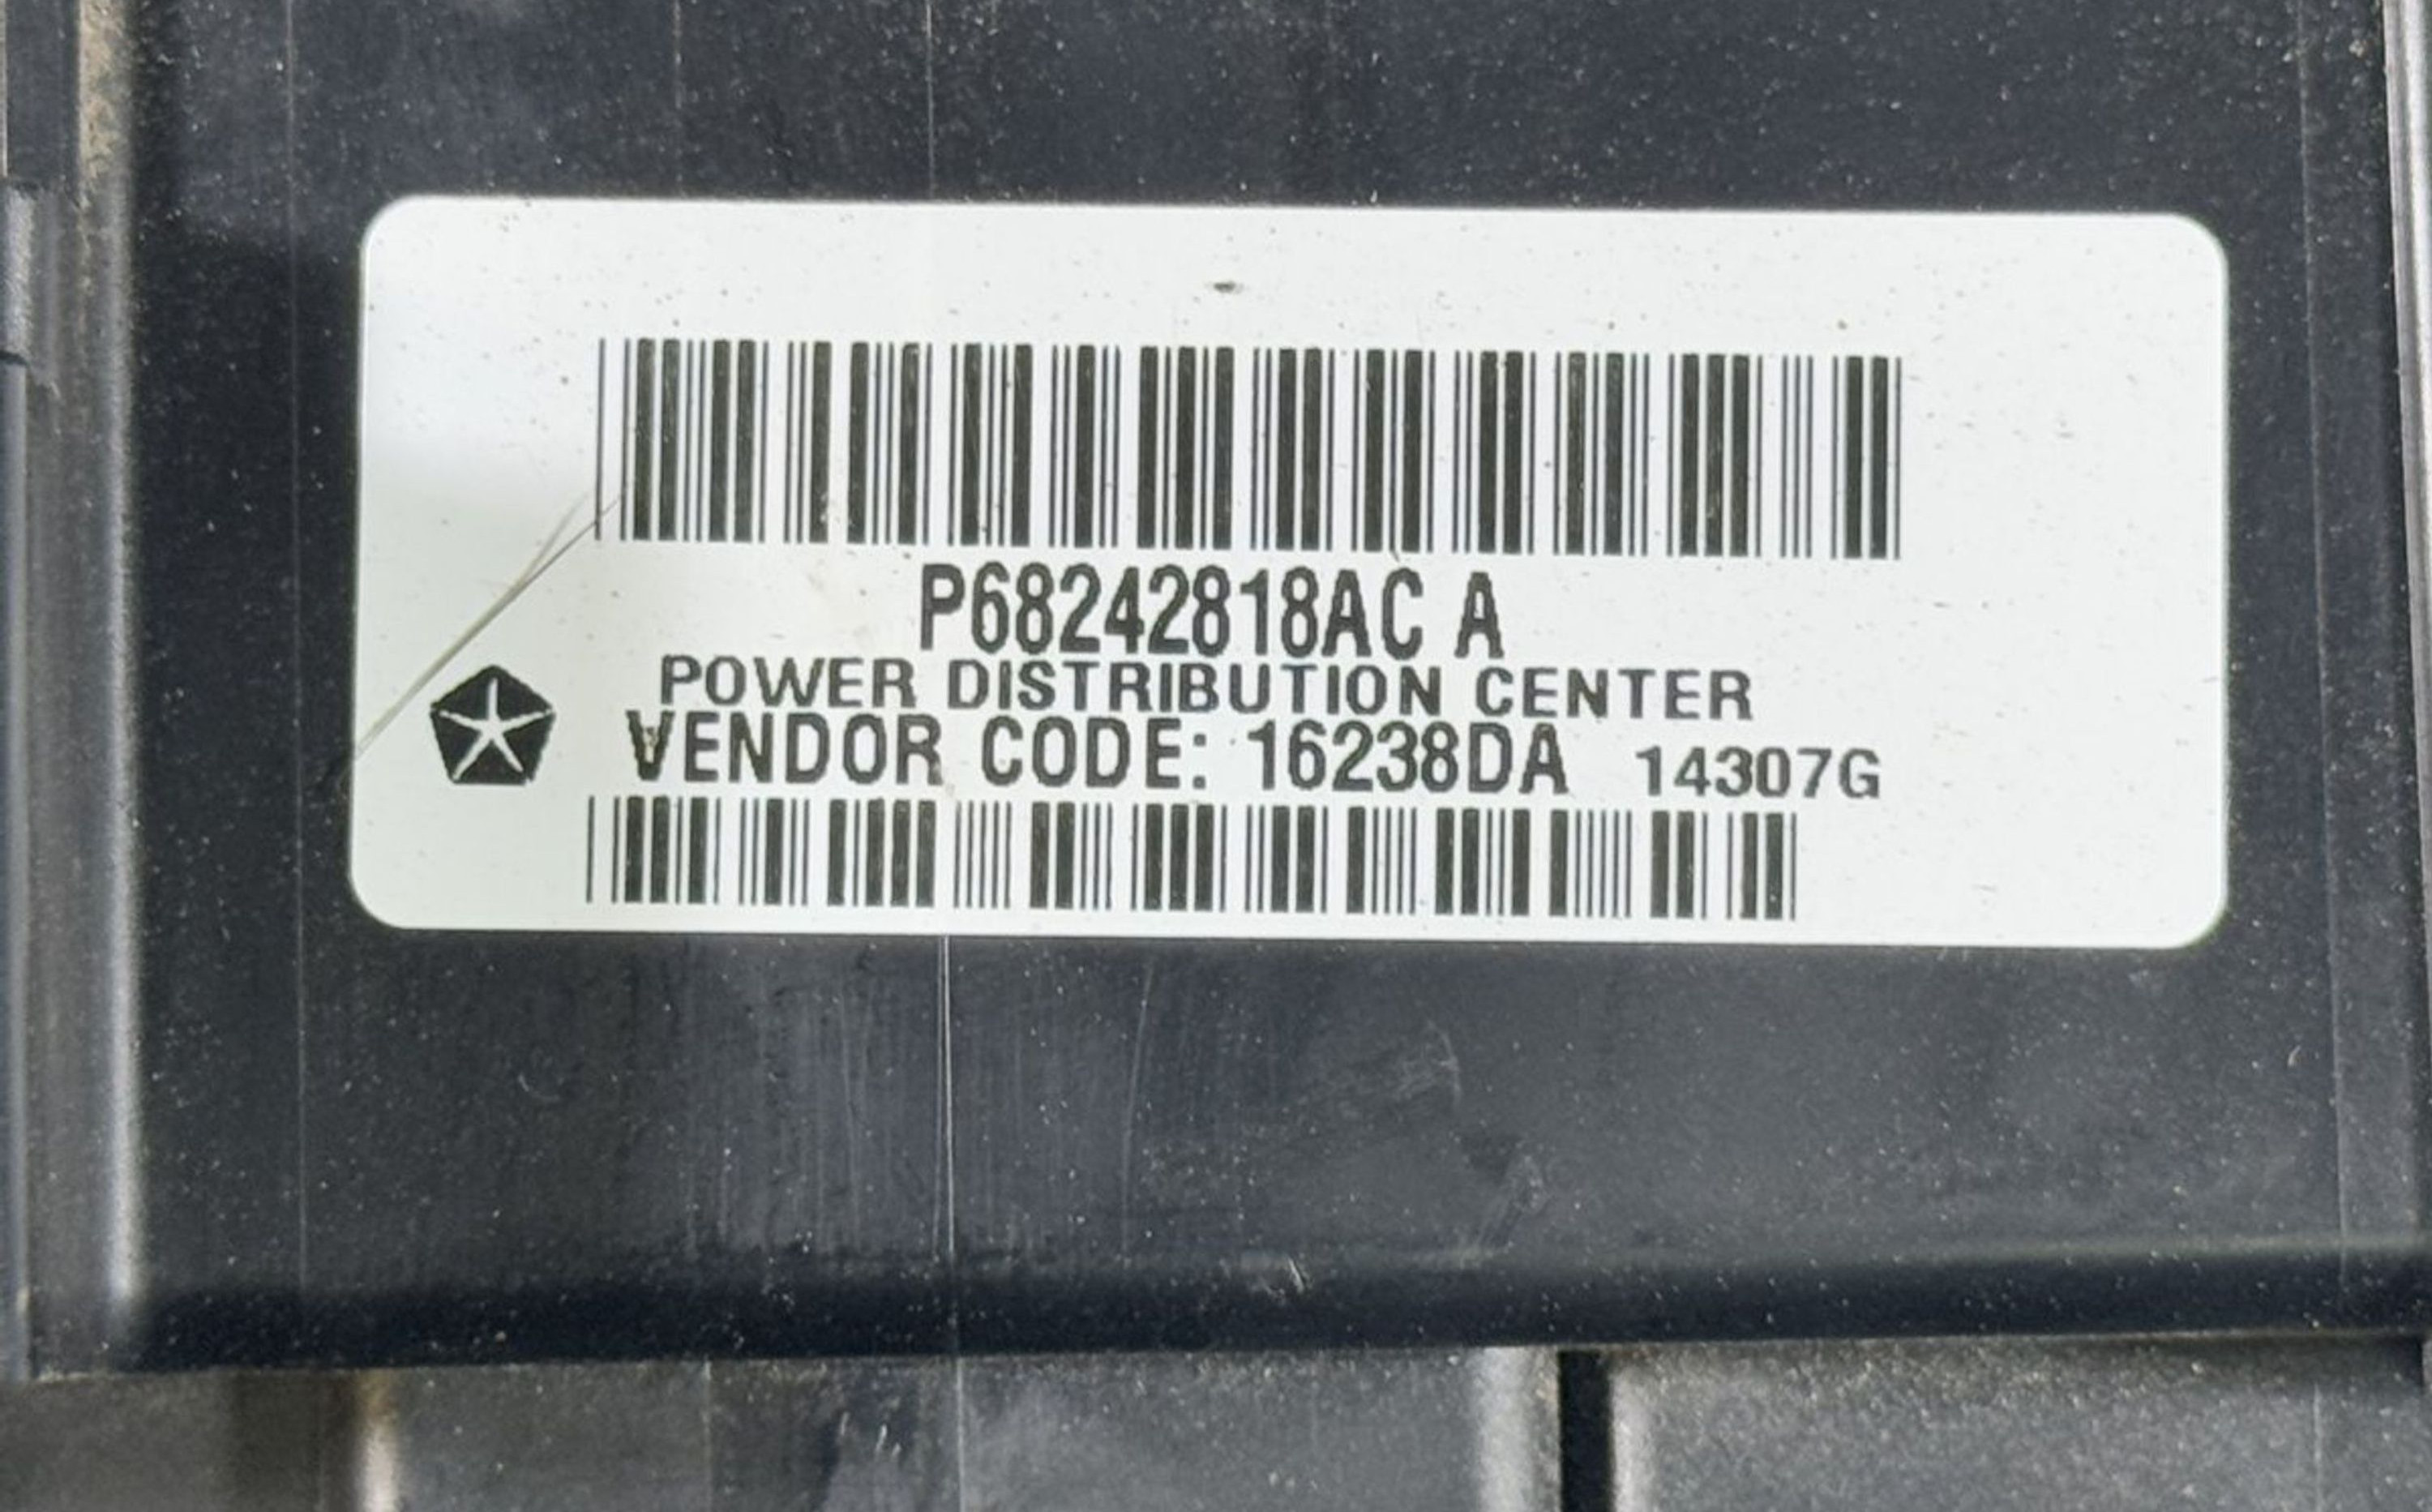 P68242818AC A
POWER DISTRIBUTION CENTER
VENDOR CODE: 16238DA 14307G